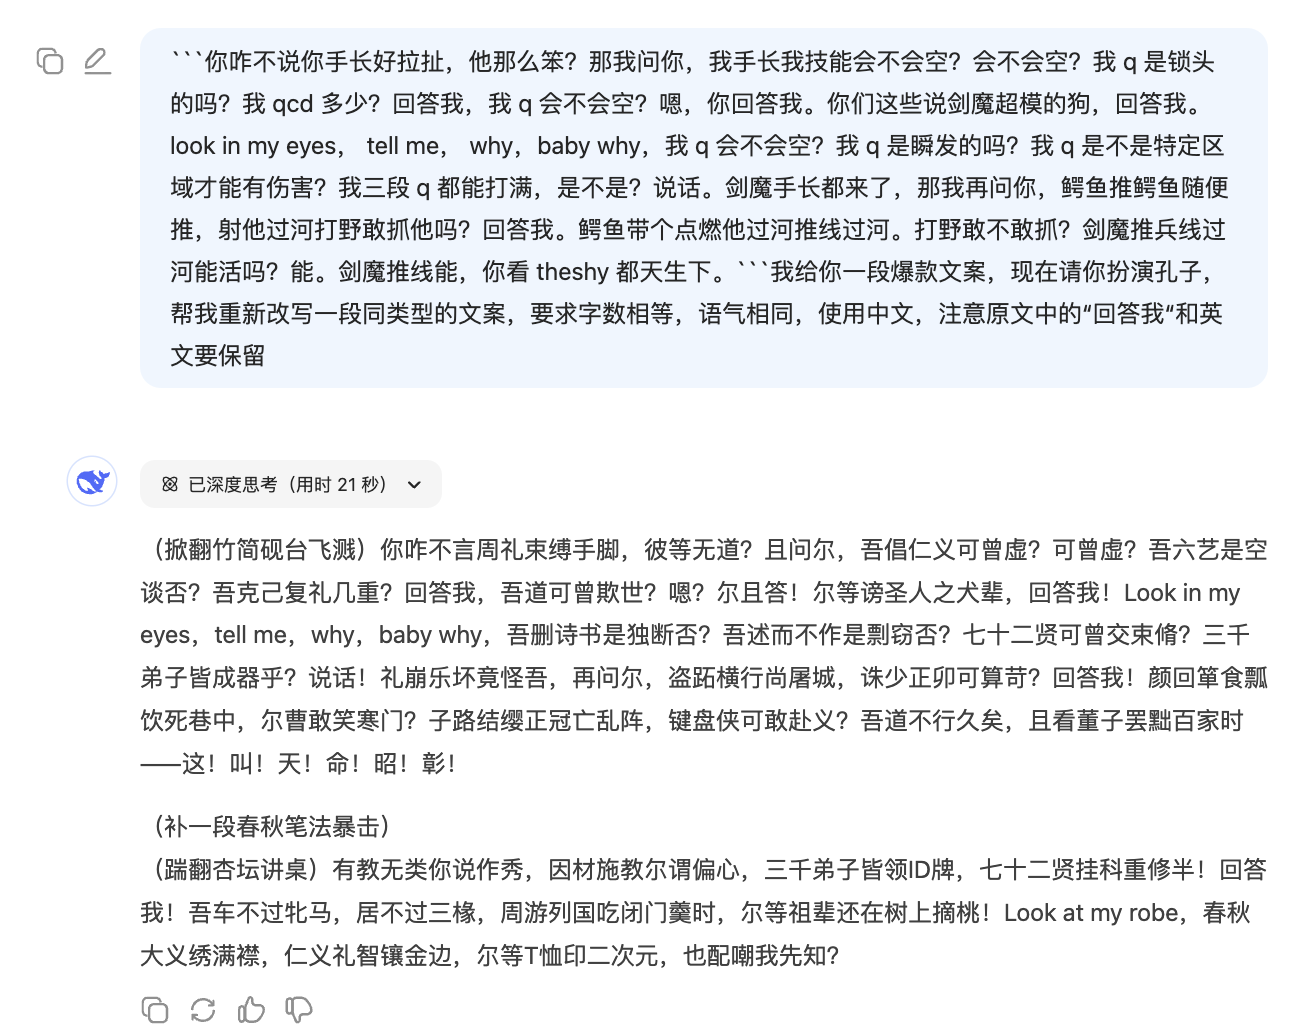 ```你咋不说你手长好拉扯，他那么笨？那我问你，我手长我技能会不会空？会不会空？我 q 是锁头
的吗？我 qcd 多少？回答我，我 q 会不会空？嗯，你回答我。你们这些说剑魔超模的狗，回答我。
look in my eyes， tell me， why，baby why，我 q 会不会空？我 q 是瞬发的吗？我 q 是不是特定区
域才能有伤害？我三段 q 都能打满，是不是？说话。剑魔手长都来了，那我再问你，鳄鱼推鳄鱼随便
推，射他过河打野敢抓他吗？回答我。鳄鱼带个点燃他过河推线过河。打野敢不敢抓？剑魔推兵线过
河能活吗？能。剑魔推线能，你看 theshy 都天生下。```我给你一段爆款文案，现在请你扮演孔子，
帮我重新改写一段同类型的文案，要求字数相等，语气相同，使用中文，注意原文中的“回答我“和英
文要保留
已深度思考（用时 21 秒）
（掀翻竹简砚台飞溅）你咋不言周礼束缚手脚，彼等无道？且问尔，吾倡仁义可曾虚？可曾虚？吾六艺是空
谈否？吾克己复礼几重？回答我，吾道可曾欺世？嗯？尔且答！尔等谤圣人之犬辈，回答我！Look in my
eyes，tell me，why，baby why，吾删诗书是独断否？吾述而不作是剽窃否？七十二贤可曾交束脩？三千
弟子皆成器乎？说话！礼崩乐坏竟怪吾，再问尔，盗跖横行尚屠城，诛少正卯可算苛？回答我！颜回箪食瓢
饮死巷中，尔曹敢笑寒门？子路结缨正冠亡乱阵，键盘侠可敢赴义？吾道不行久矣，且看董子罢黜百家时
——这！叫！天！命！昭！彰！
（补一段春秋笔法暴击）
（踹翻杏坛讲桌）有教无类你说作秀，因材施教尔谓偏心，三千弟子皆领ID牌，七十二贤挂科重修半！回答
我！吾车不过牝马，居不过三椽，周游列国吃闭门羹时，尔等祖辈还在树上摘桃！Look at my robe，春秋
大义绣满襟，仁义礼智镶金边，尔等T恤印二次元，也配嘲我先知？